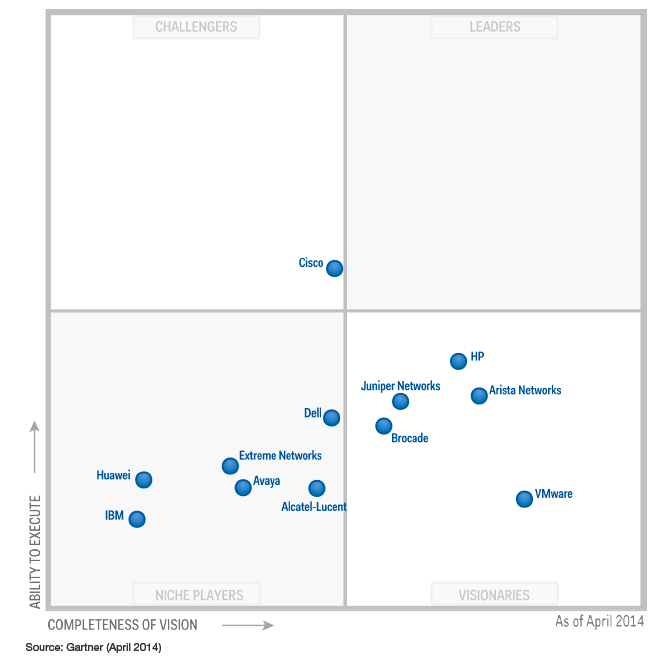 CHALLENGERS
LEADERS
Cisco
HP
Juniper Networks
Arista Networks
Dell
Brocade
Extreme Networks
Huawei
Avaya
Alcatel-Lucent
VMware
IBM
ABILITY TO EXECUTE
NICHE PLAYERS
VISIONARIES
COMPLETENESS OF VISION
As of April 2014
Source: Gartner (April 2014)